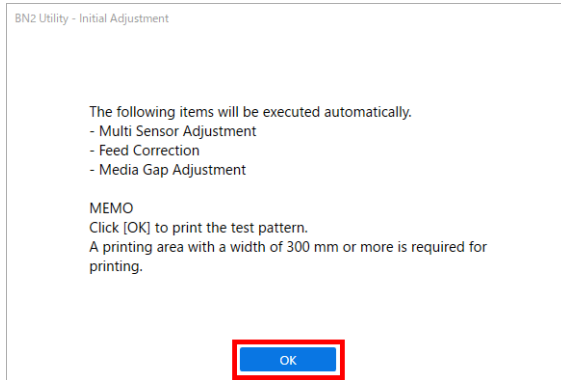 BN2 Utility - Initial Adjustment
The following items will be executed automatically.
- Multi Sensor Adjustment
- Feed Correction
- Media Gap Adjustment
MEMO
Click [OK] to print the test pattern.
A printing area with a width of 300 mm or more is required for
printing.
OK